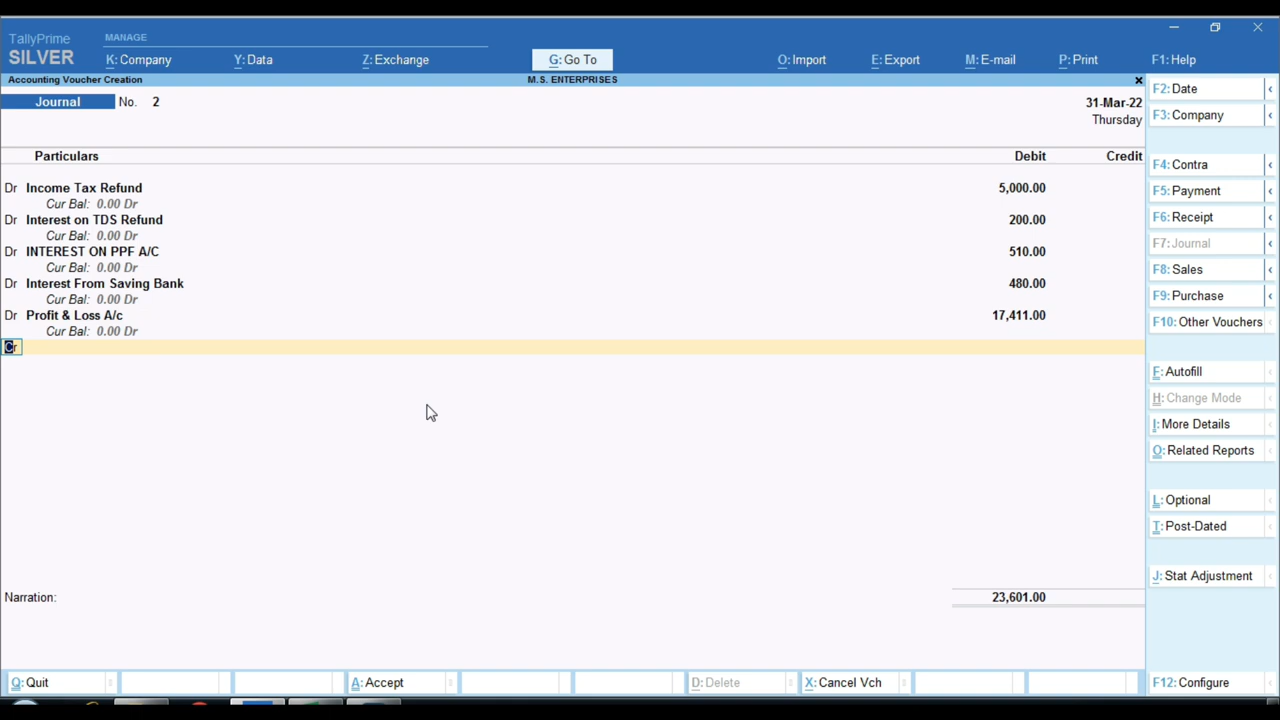 TallyPrime
SILVER
MANAGE
K: Company
Y: Data
Z: Exchange
G: Go To
O: Import
E: Export
M: E-mail
P: Print
F1: Help
Accounting Voucher Creation
M.S. ENTERPRISES
Journal No. 2
31-Mar-22
Thursday
Particulars Debit Credit
Dr Income Tax Refund 5,000.00
Cur Bal: 0.00 Dr
Dr Interest on TDS Refund 200.00
Cur Bal: 0.00 Dr
Dr INTEREST ON PPF A/C 510.00
Cur Bal: 0.00 Dr
Dr Interest From Saving Bank 480.00
Cur Bal: 0.00 Dr
Dr Profit & Loss A/c 17,411.00
Cur Bal: 0.00 Dr
Cr
Narration: 23,601.00
F2: Date
F3: Company
F4: Contra
F5: Payment
F6: Receipt
F7: Journal
F8: Sales
F9: Purchase
F10: Other Vouchers
F: Autofill
H: Change Mode
I: More Details
O: Related Reports
L: Optional
T: Post-Dated
J: Stat Adjustment
Q: Quit
A: Accept
D: Delete
X: Cancel Vch
F12: Configure